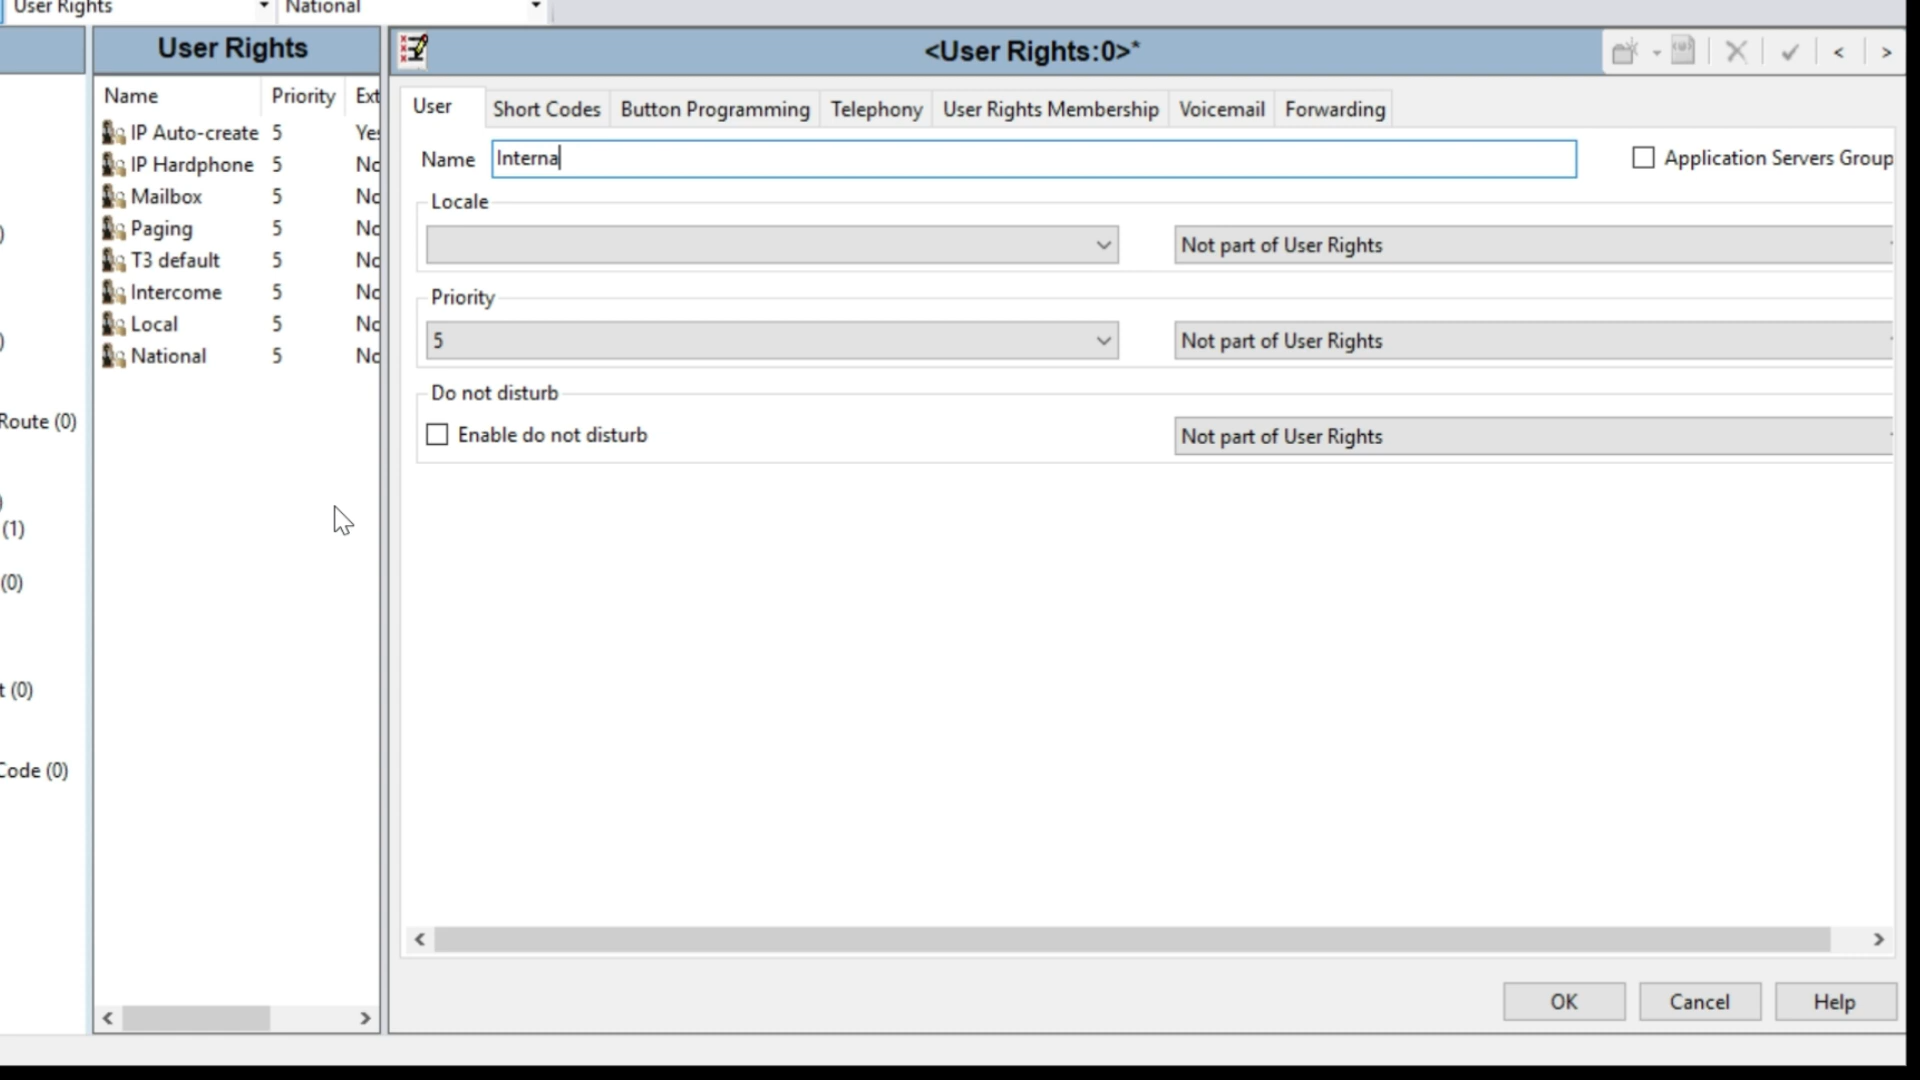 User Rights
National
User Rights
<User Rights:0>*
<
>
Name
Priority
Ext
IP Auto-create
5
Yes
IP Hardphone
5
No
Mailbox
5
No
Paging
5
No
T3 default
5
No
Intercome
5
No
Local
5
No
National
5
No
)
)
Route (0)
)
(1)
(0)
t (0)
Code (0)
User
Short Codes
Button Programming
Telephony
User Rights Membership
Voicemail
Forwarding
Name
Interna
Application Servers Group
Locale
Not part of User Rights
Priority
5
Not part of User Rights
Do not disturb
Enable do not disturb
Not part of User Rights
OK
Cancel
Help